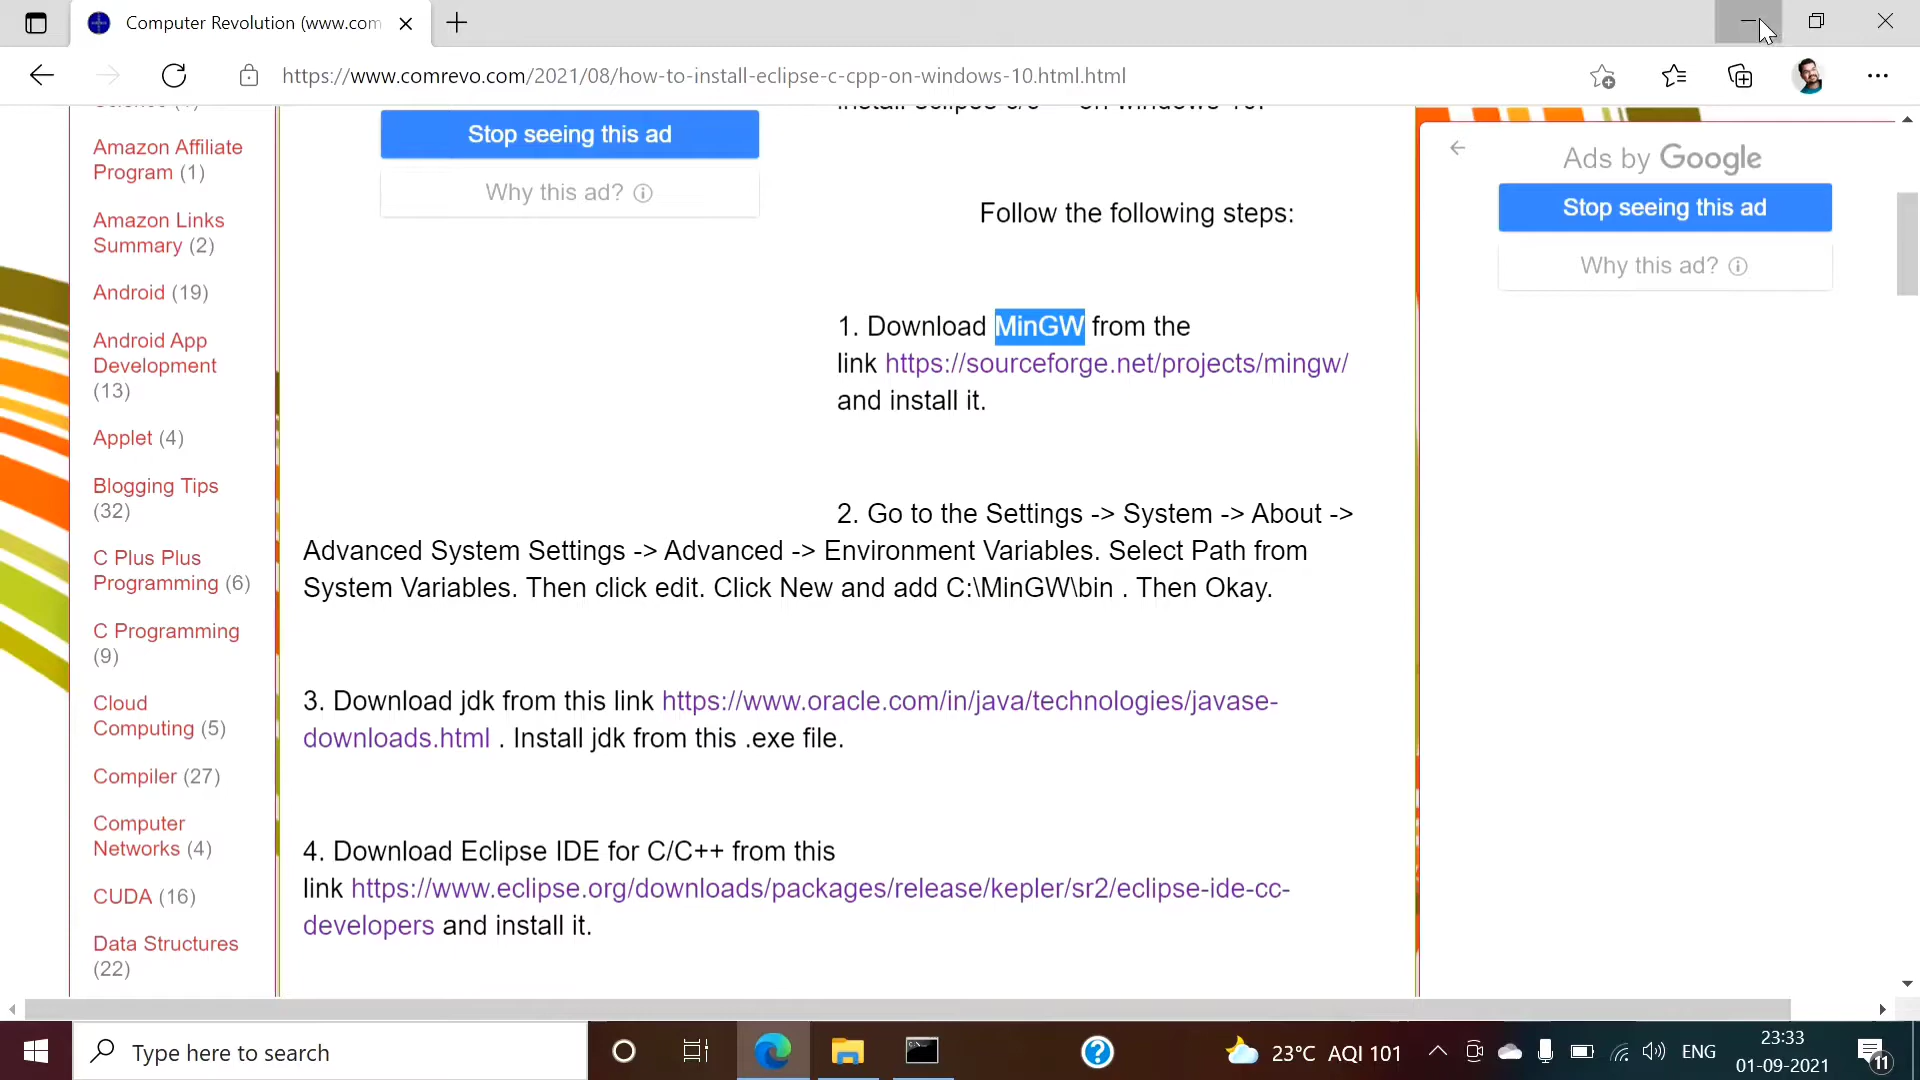 Computer Revolution (www.com
https://www.comrevo.com/2021/08/how-to-install-eclipse-c-cpp-on-windows-10.html.html
Amazon Affiliate
Program (1)
Amazon Links
Summary (2)
Android (19)
Android App
Development
(13)
Applet (4)
Blogging Tips
(32)
C Plus Plus
Programming (6)
C Programming
(9)
Cloud
Computing (5)
Compiler (27)
Computer
Networks (4)
CUDA (16)
Data Structures
(22)
Stop seeing this ad
Why this ad?
Follow the following steps:
1. Download MinGW from the
link https://sourceforge.net/projects/mingw/
and install it.
2. Go to the Settings -> System -> About ->
Advanced System Settings -> Advanced -> Environment Variables. Select Path from
System Variables. Then click edit. Click New and add C:\MinGW\bin . Then Okay.
3. Download jdk from this link https://www.oracle.com/in/java/technologies/javase-
downloads.html . Install jdk from this .exe file.
4. Download Eclipse IDE for C/C++ from this
link https://www.eclipse.org/downloads/packages/release/kepler/sr2/eclipse-ide-cc-
developers and install it.
Ads by Google
Stop seeing this ad
Why this ad?
Type here to search
23°C AQI 101
ENG
23:33
01-09-2021
11